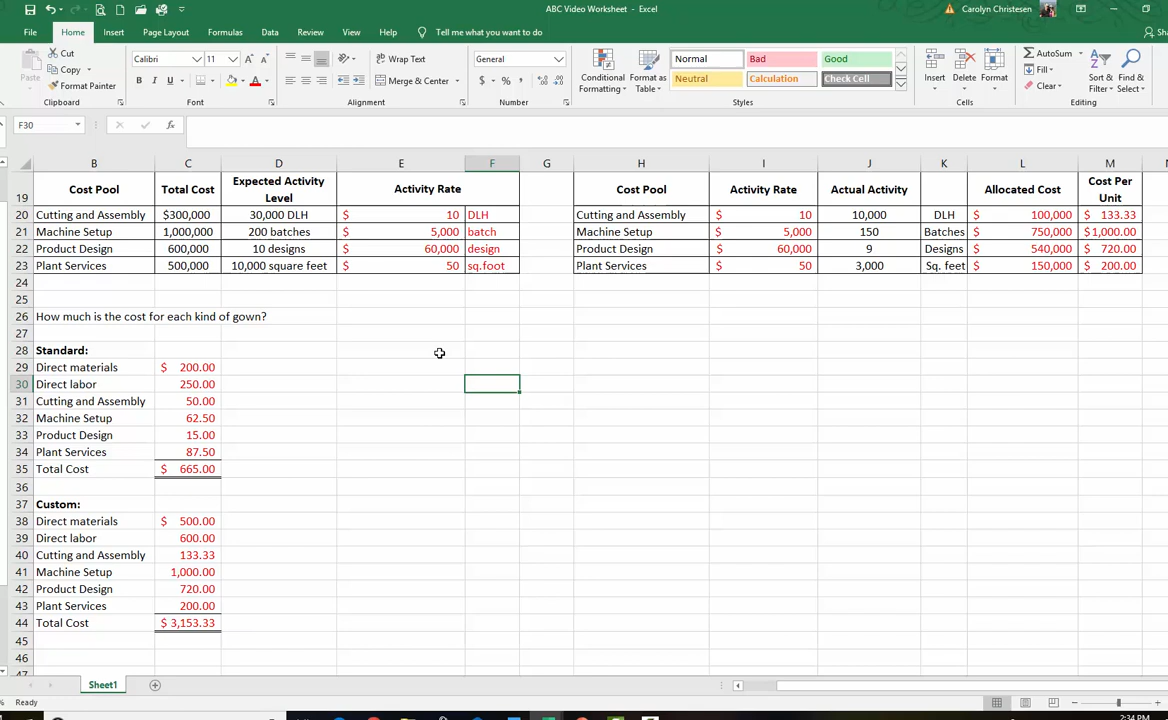 ABC Video Worksheet - Excel
Carolyn Christesen
File Home Insert Page Layout Formulas Data Review View Help Tell me what you want to do
Paste Cut Copy Format Painter
Clipboard
Calibri 11
B I U A
Font
Wrap Text
Merge & Center
Alignment
General
$ % ,
Number
Conditional Formatting Format as Table
Normal Bad Good
Neutral Calculation Check Cell
Styles
Insert Delete Format
Cells
AutoSum
Fill
Clear
Sort & Filter Find & Select
Editing
F30 fx
B C D E F G H I J K L M
19 Cost Pool Total Cost Expected Activity Level Activity Rate Cost Pool Activity Rate Actual Activity Allocated Cost Cost Per Unit
20 Cutting and Assembly $300,000 30,000 DLH $ 10 DLH Cutting and Assembly $ 10 10,000 DLH $ 100,000 $ 133.33
21 Machine Setup 1,000,000 200 batches $ 5,000 batch Machine Setup $ 5,000 150 Batches $ 750,000 $1,000.00
22 Product Design 600,000 10 designs $ 60,000 design Product Design $ 60,000 9 Designs $ 540,000 $ 720.00
23 Plant Services 500,000 10,000 square feet $ 50 sq.foot Plant Services $ 50 3,000 Sq. feet $ 150,000 $ 200.00
24
25
26 How much is the cost for each kind of gown?
27
28 Standard:
29 Direct materials $ 200.00
30 Direct labor 250.00
31 Cutting and Assembly 50.00
32 Machine Setup 62.50
33 Product Design 15.00
34 Plant Services 87.50
35 Total Cost $ 665.00
36
37 Custom:
38 Direct materials $ 500.00
39 Direct labor 600.00
40 Cutting and Assembly 133.33
41 Machine Setup 1,000.00
42 Product Design 720.00
43 Plant Services 200.00
44 Total Cost $ 3,153.33
45
46
Sheet1
Ready